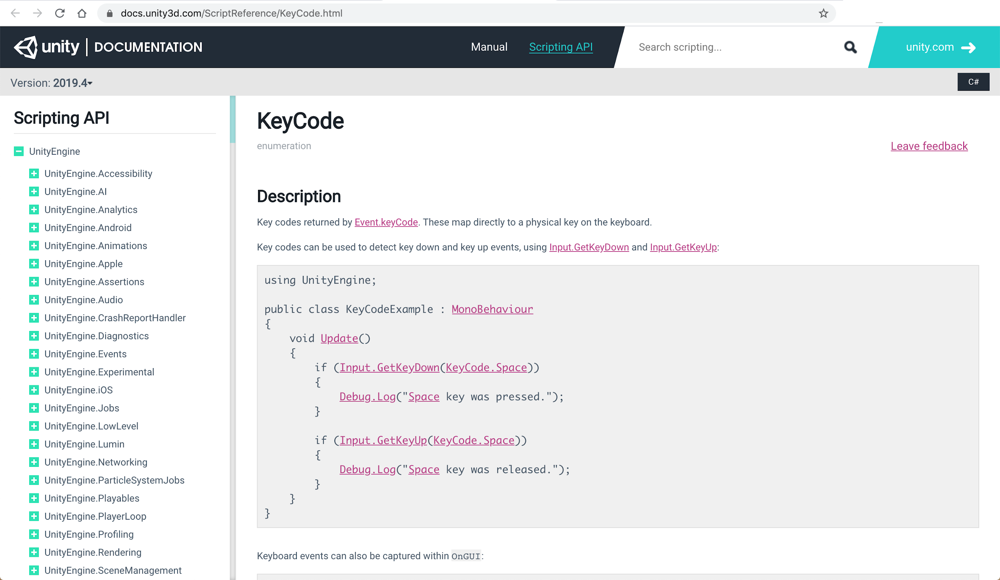 docs.unity3d.com/ScriptReference/KeyCode.html
unity | DOCUMENTATION
Manual
Scripting API
Search scripting...
unity.com
Version: 2019.4
C#
Scripting API
UnityEngine
UnityEngine.Accessibility
UnityEngine.AI
UnityEngine.Analytics
UnityEngine.Android
UnityEngine.Animations
UnityEngine.Apple
UnityEngine.Assertions
UnityEngine.Audio
UnityEngine.CrashReportHandler
UnityEngine.Diagnostics
UnityEngine.Events
UnityEngine.Experimental
UnityEngine.iOS
UnityEngine.Jobs
UnityEngine.LowLevel
UnityEngine.Lumin
UnityEngine.Networking
UnityEngine.ParticleSystemJobs
UnityEngine.Playables
UnityEngine.PlayerLoop
UnityEngine.Profiling
UnityEngine.Rendering
UnityEngine.SceneManagement
KeyCode
enumeration
Leave feedback
Description
Key codes returned by Event.keyCode. These map directly to a physical key on the keyboard.
Key codes can be used to detect key down and key up events, using Input.GetKeyDown and Input.GetKeyUp:
using UnityEngine;
public class KeyCodeExample : MonoBehaviour
{
    void Update()
    {
        if (Input.GetKeyDown(KeyCode.Space))
        {
            Debug.Log("Space key was pressed.");
        }
        if (Input.GetKeyUp(KeyCode.Space))
        {
            Debug.Log("Space key was released.");
        }
    }
}
Keyboard events can also be captured within OnGUI: